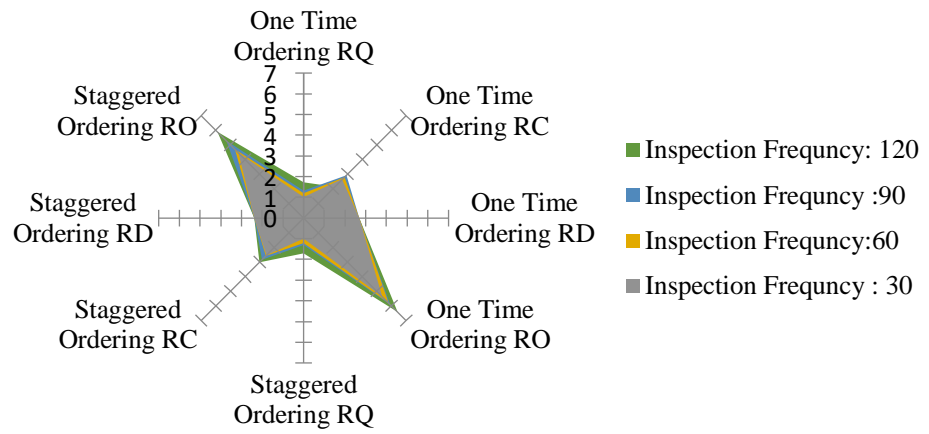 One Time
Ordering RQ
7
6
5
4
3
2
1
0
One Time
Ordering RC
One Time
Ordering RD
One Time
Ordering RO
Staggered
Ordering RQ
Staggered
Ordering RC
Staggered
Ordering RD
Staggered
Ordering RO
Inspection Frequncy: 120
Inspection Frequncy :90
Inspection Frequncy:60
Inspection Frequncy : 30